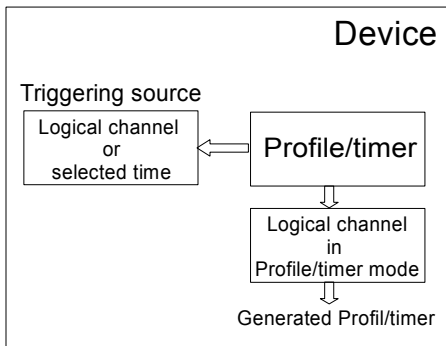 Device
Triggering source
Logical channel
or
selected time
Profile/timer
Logical channel
in
Profile/timer mode
Generated Profil/timer